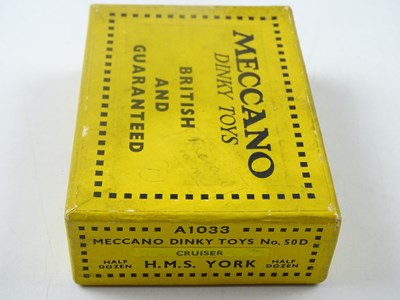 MECCANO
DINKY TOYS
BRITISH
AND
GUARANTEED
A1033
MECCANO DINKY TOYS No. 50D
CRUISER
HALF DOZEN H.M.S. YORK HALF DOZEN